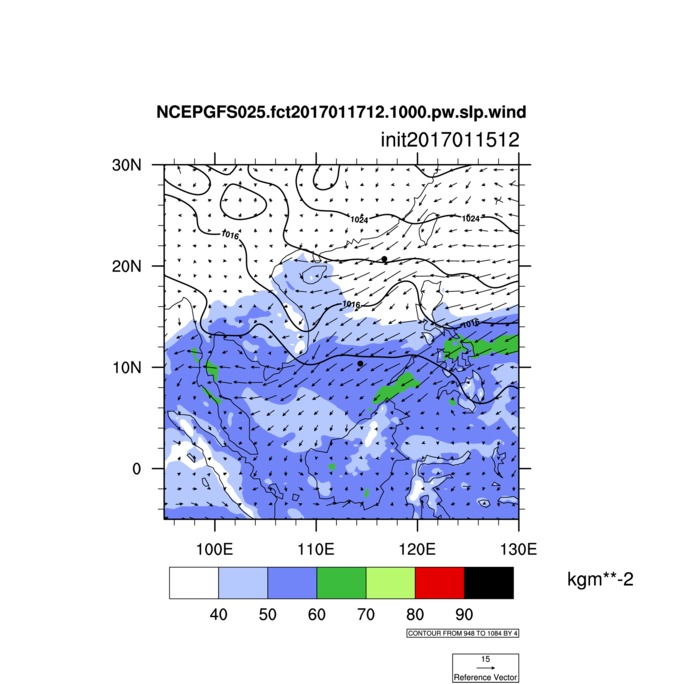 NCEPGFS025.fct2017011712.1000.pw.slp.wind
init2017011512
30N
20N
10N
0
1024
1024
1016
1016
1016
100E
110E
120E
130E
kgm**-2
40
50
60
70
80
90
CONTOUR FROM 948 TO 1084 BY 4
15
Reference Vector